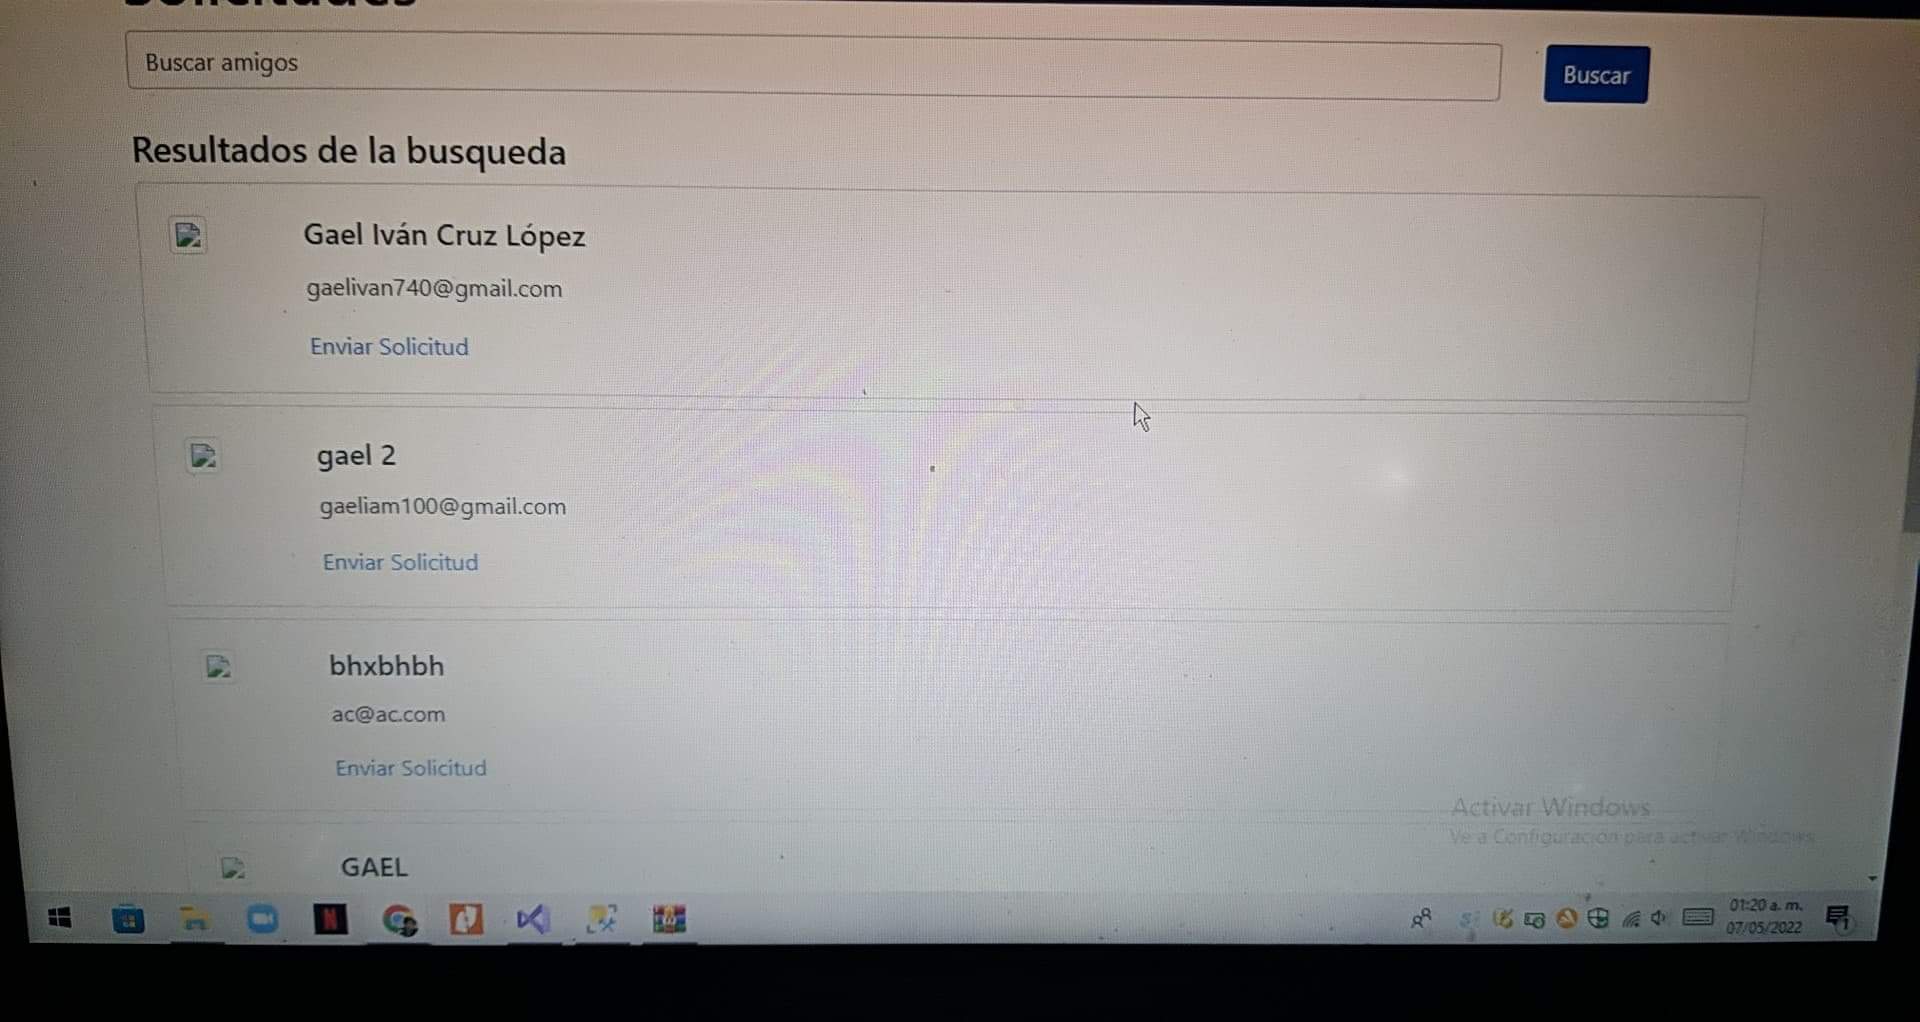 Solicitudes
Buscar amigos
Buscar
Resultados de la busqueda
Gael Iván Cruz López
gaelivan740@gmail.com
Enviar Solicitud
gael 2
gaeliam100@gmail.com
Enviar Solicitud
bhxbhbh
ac@ac.com
Enviar Solicitud
GAEL
Activar Windows
Ve a Configuración para activar Windows
01:20 a. m.
07/05/2022
1